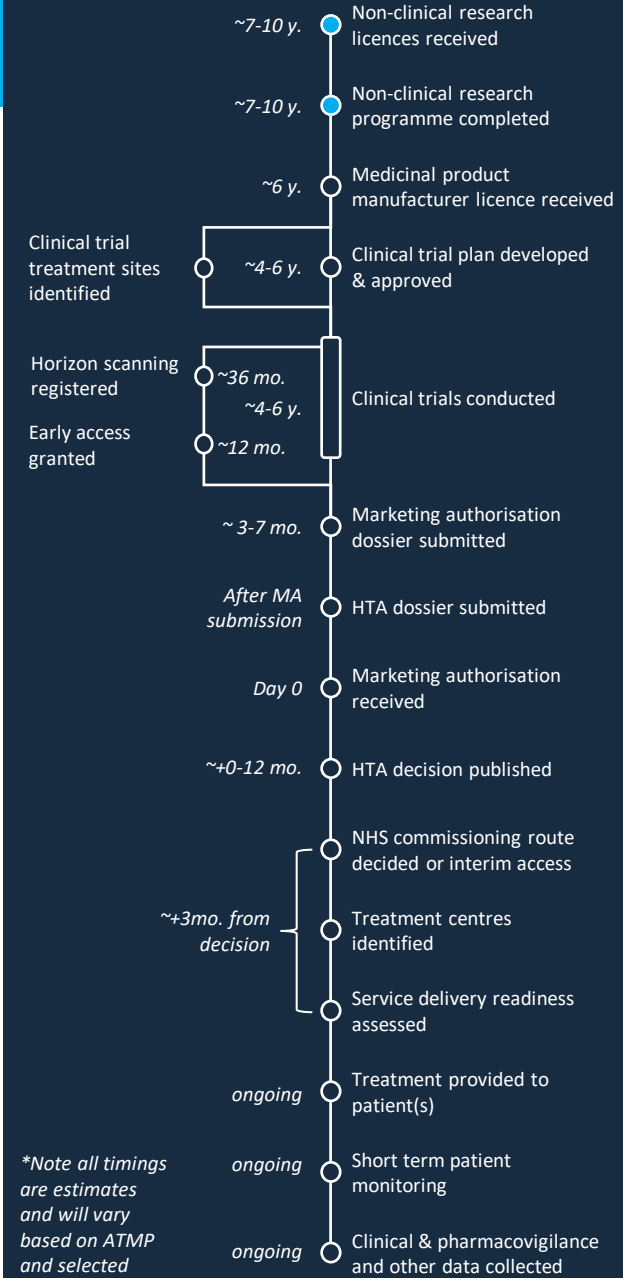 ~7-10 y.
Non-clinical research
licences received
~7-10 y.
Non-clinical research
programme completed
~6 y.
Medicinal product
manufacturer licence received
Clinical trial
treatment sites
identified
~4-6 y.
Clinical trial plan developed
& approved
Horizon scanning
registered
~36 mo.
~4-6 y.
Clinical trials conducted
Early access
granted
~12 mo.
~ 3-7 mo.
Marketing authorisation
dossier submitted
After MA
submission
HTA dossier submitted
Day 0
Marketing authorisation
received
~+0-12 mo.
HTA decision published
NHS commissioning route
decided or interim access
~+3mo. from
decision
Treatment centres
identified
Service delivery readiness
assessed
ongoing
Treatment provided to
patient(s)
ongoing
Short term patient
monitoring
ongoing
Clinical & pharmacovigilance
and other data collected
*Note all timings
are estimates
and will vary
based on ATMP
and selected